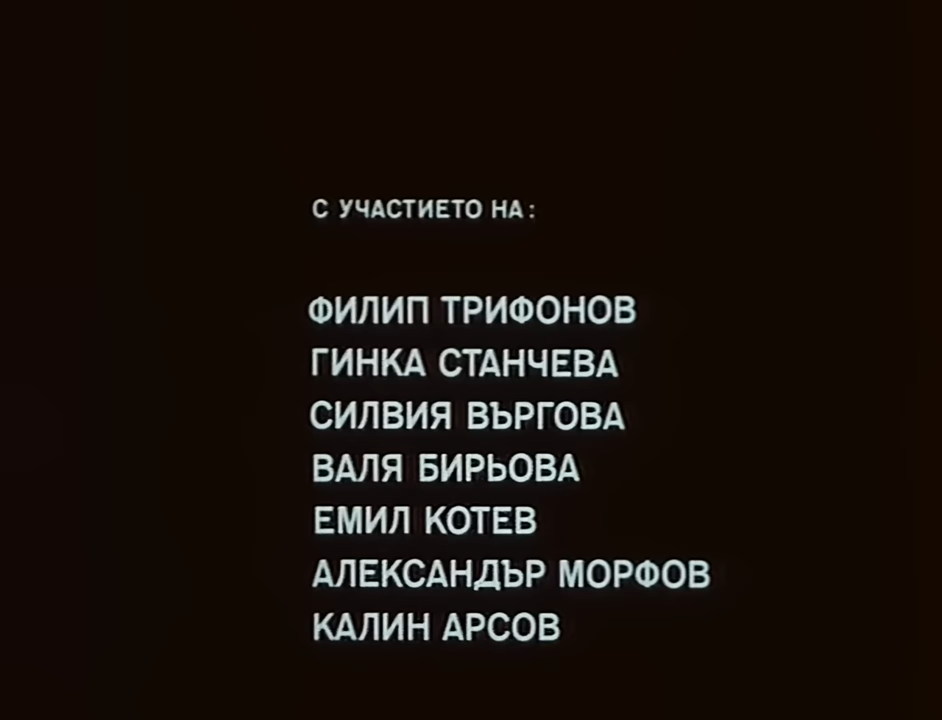 С УЧАСТИЕТО НА:
ФИЛИП ТРИФОНОВ
ГИНКА СТАНЧЕВА
СИЛВИЯ ВЪРГОВА
ВАЛЯ БИРЬОВА
ЕМИЛ КОТЕВ
АЛЕКСАНДЪР МОРФОВ
КАЛИН АРСОВ